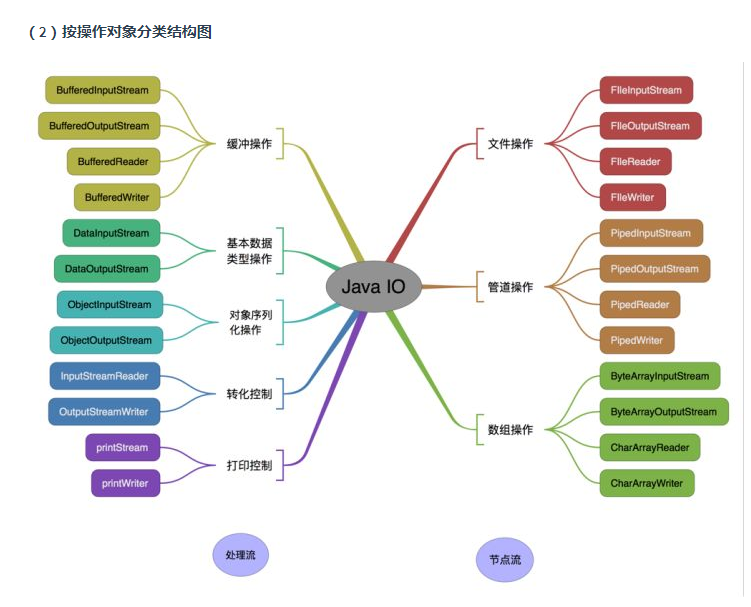 （2）按操作对象分类结构图
BufferedInputStream
BufferedOutputStream
BufferedReader
BufferedWriter
缓冲操作
DataInputStream
DataOutputStream
基本数据
类型操作
ObjectInputStream
ObjectOutputStream
对象序列
化操作
InputStreamReader
OutputStreamWriter
转化控制
printStream
printWriter
打印控制
Java IO
文件操作
FIleInputStream
FIleOutputStream
FIleReader
FIleWriter
管道操作
PipedInputStream
PipedOutputStream
PipedReader
PipedWriter
数组操作
ByteArrayInputStream
ByteArrayOutputStream
CharArrayReader
CharArrayWriter
处理流
节点流